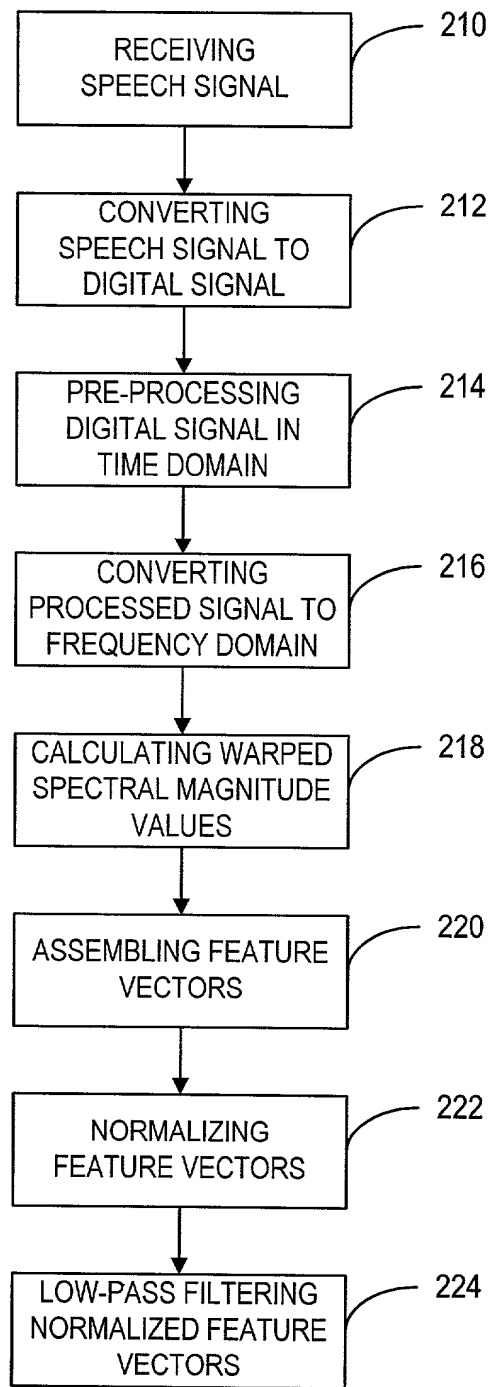 RECEIVING
SPEECH SIGNAL
210
CONVERTING
SPEECH SIGNAL TO
DIGITAL SIGNAL
212
PRE-PROCESSING
DIGITAL SIGNAL IN
TIME DOMAIN
214
CONVERTING
PROCESSED SIGNAL TO
FREQUENCY DOMAIN
216
CALCULATING WARPED
SPECTRAL MAGNITUDE
VALUES
218
ASSEMBLING FEATURE
VECTORS
220
NORMALIZING
FEATURE VECTORS
222
LOW-PASS FILTERING
NORMALIZED FEATURE
VECTORS
224